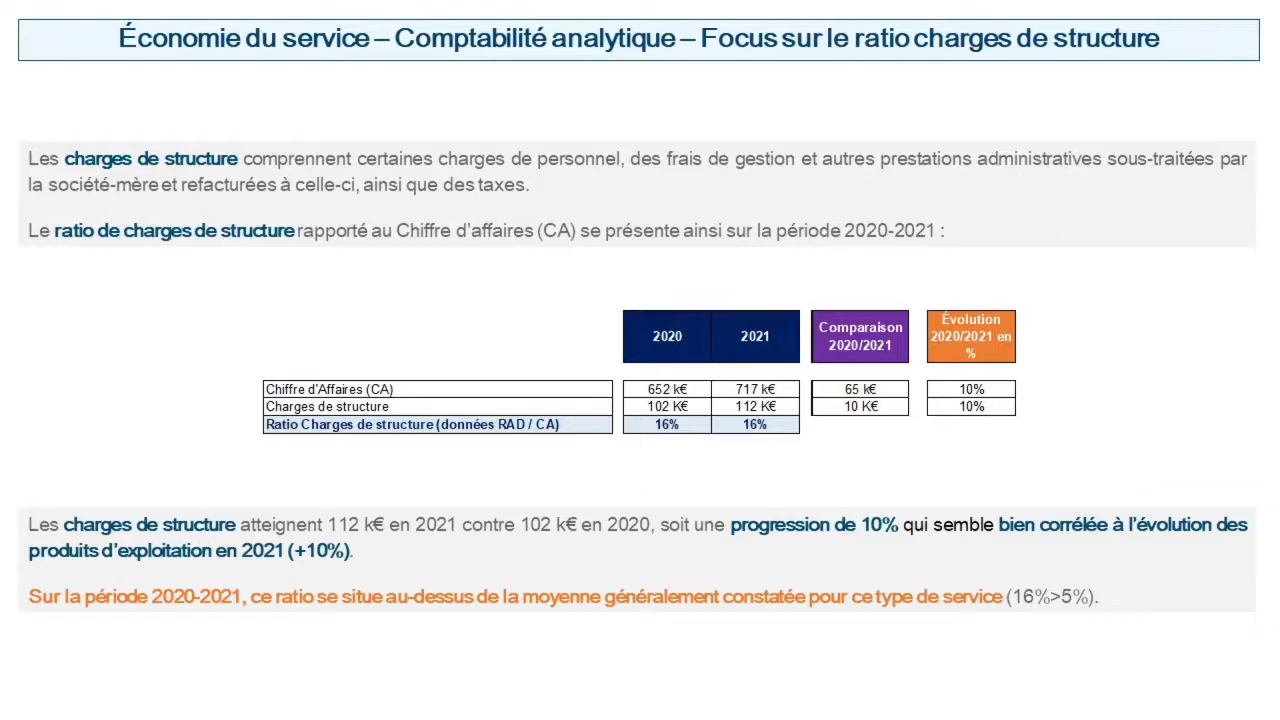 Économie du service – Comptabilité analytique – Focus sur le ratio charges de structure
Les charges de structure comprennent certaines charges de personnel, des frais de gestion et autres prestations administratives sous-traitées par
la société-mère et refacturées à celle-ci, ainsi que des taxes.
Le ratio de charges de structure rapporté au Chiffre d'affaires (CA) se présente ainsi sur la période 2020-2021 :
2020 2021 Comparaison 2020/2021 Évolution 2020/2021 en %
Chiffre d'Affaires (CA) 652 k€ 717 k€ 65 k€ 10%
Charges de structure 102 K€ 112 K€ 10 K€ 10%
Ratio Charges de structure (données RAD / CA) 16% 16%
Les charges de structure atteignent 112 k€ en 2021 contre 102 k€ en 2020, soit une progression de 10% qui semble bien corrélée à l'évolution des
produits d'exploitation en 2021 (+10%).
Sur la période 2020-2021, ce ratio se situe au-dessus de la moyenne généralement constatée pour ce type de service (16%>5%).